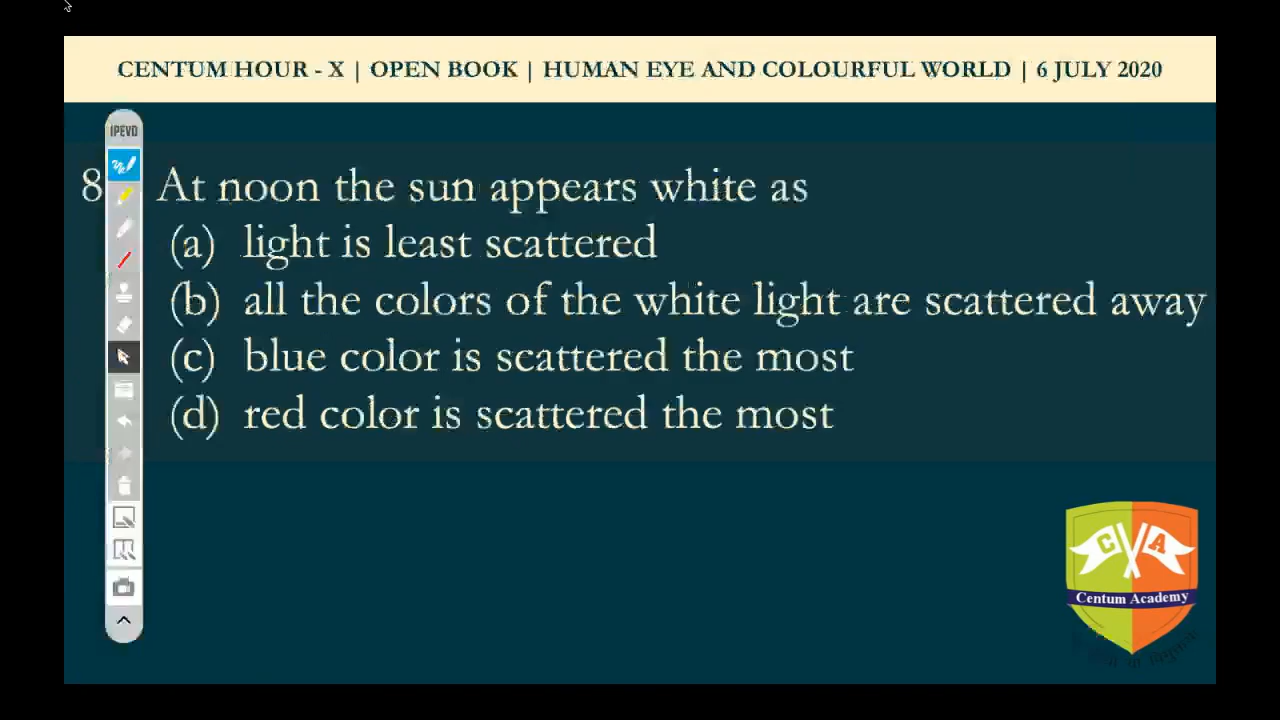 CENTUM HOUR - X | OPEN BOOK | HUMAN EYE AND COLOURFUL WORLD | 6 JULY 2020
IPEVO
8 At noon the sun appears white as
(a) light is least scattered
(b) all the colors of the white light are scattered away
(c) blue color is scattered the most
(d) red color is scattered the most
C A
Centum Academy